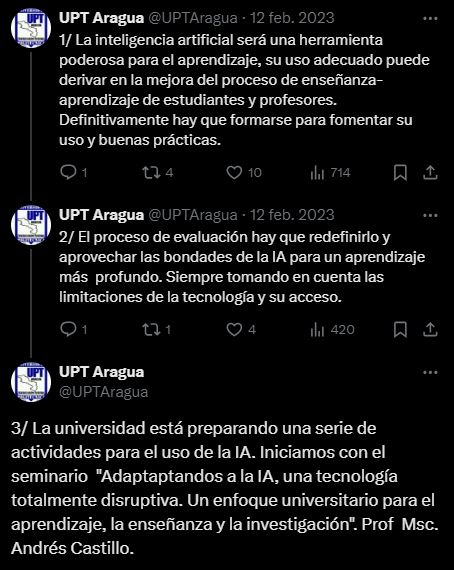 UPT Aragua @UPTAragua · 12 feb. 2023
1/ La inteligencia artificial será una herramienta
poderosa para el aprendizaje, su uso adecuado puede
derivar en la mejora del proceso de enseñanza-
aprendizaje de estudiantes y profesores.
Definitivamente hay que formarse para fomentar su
uso y buenas prácticas.
1 4 10 714
UPT Aragua @UPTAragua · 12 feb. 2023
2/ El proceso de evaluación hay que redefinirlo y
aprovechar las bondades de la IA para un aprendizaje
más profundo. Siempre tomando en cuenta las
limitaciones de la tecnología y su acceso.
1 1 4 420
UPT Aragua
@UPTAragua
3/ La universidad está preparando una serie de
actividades para el uso de la IA. Iniciamos con el
seminario "Adaptaptandos a la IA, una tecnología
totalmente disruptiva. Un enfoque universitario para el
aprendizaje, la enseñanza y la investigación". Prof Msc.
Andrés Castillo.